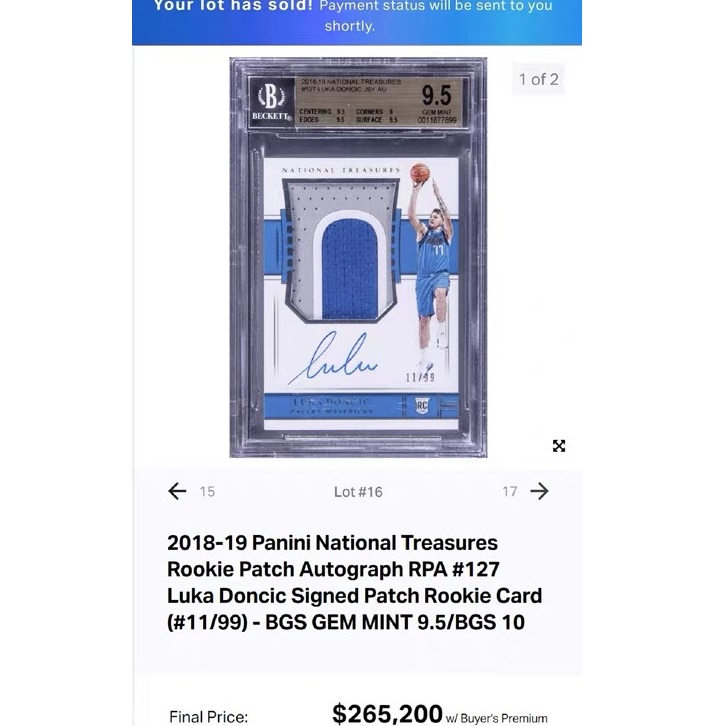 Your lot has sold! Payment status will be sent to you
shortly.
1 of 2
BECKETT
2018-19 NATIONAL TREASURES
#127 LUKA DONCIC JSY AU
CENTERING 9.5 CORNERS 9
EDGES 9.5 SURFACE 9.5
9.5
GEM MINT
NATIONAL TREASURES
77
11/99
LUKA DONCIC
DALLAS MAVERICKS
RC
15
Lot #16
17
2018-19 Panini National Treasures
Rookie Patch Autograph RPA #127
Luka Doncic Signed Patch Rookie Card
(#11/99) - BGS GEM MINT 9.5/BGS 10
Final Price: $265,200 w/ Buyer's Premium